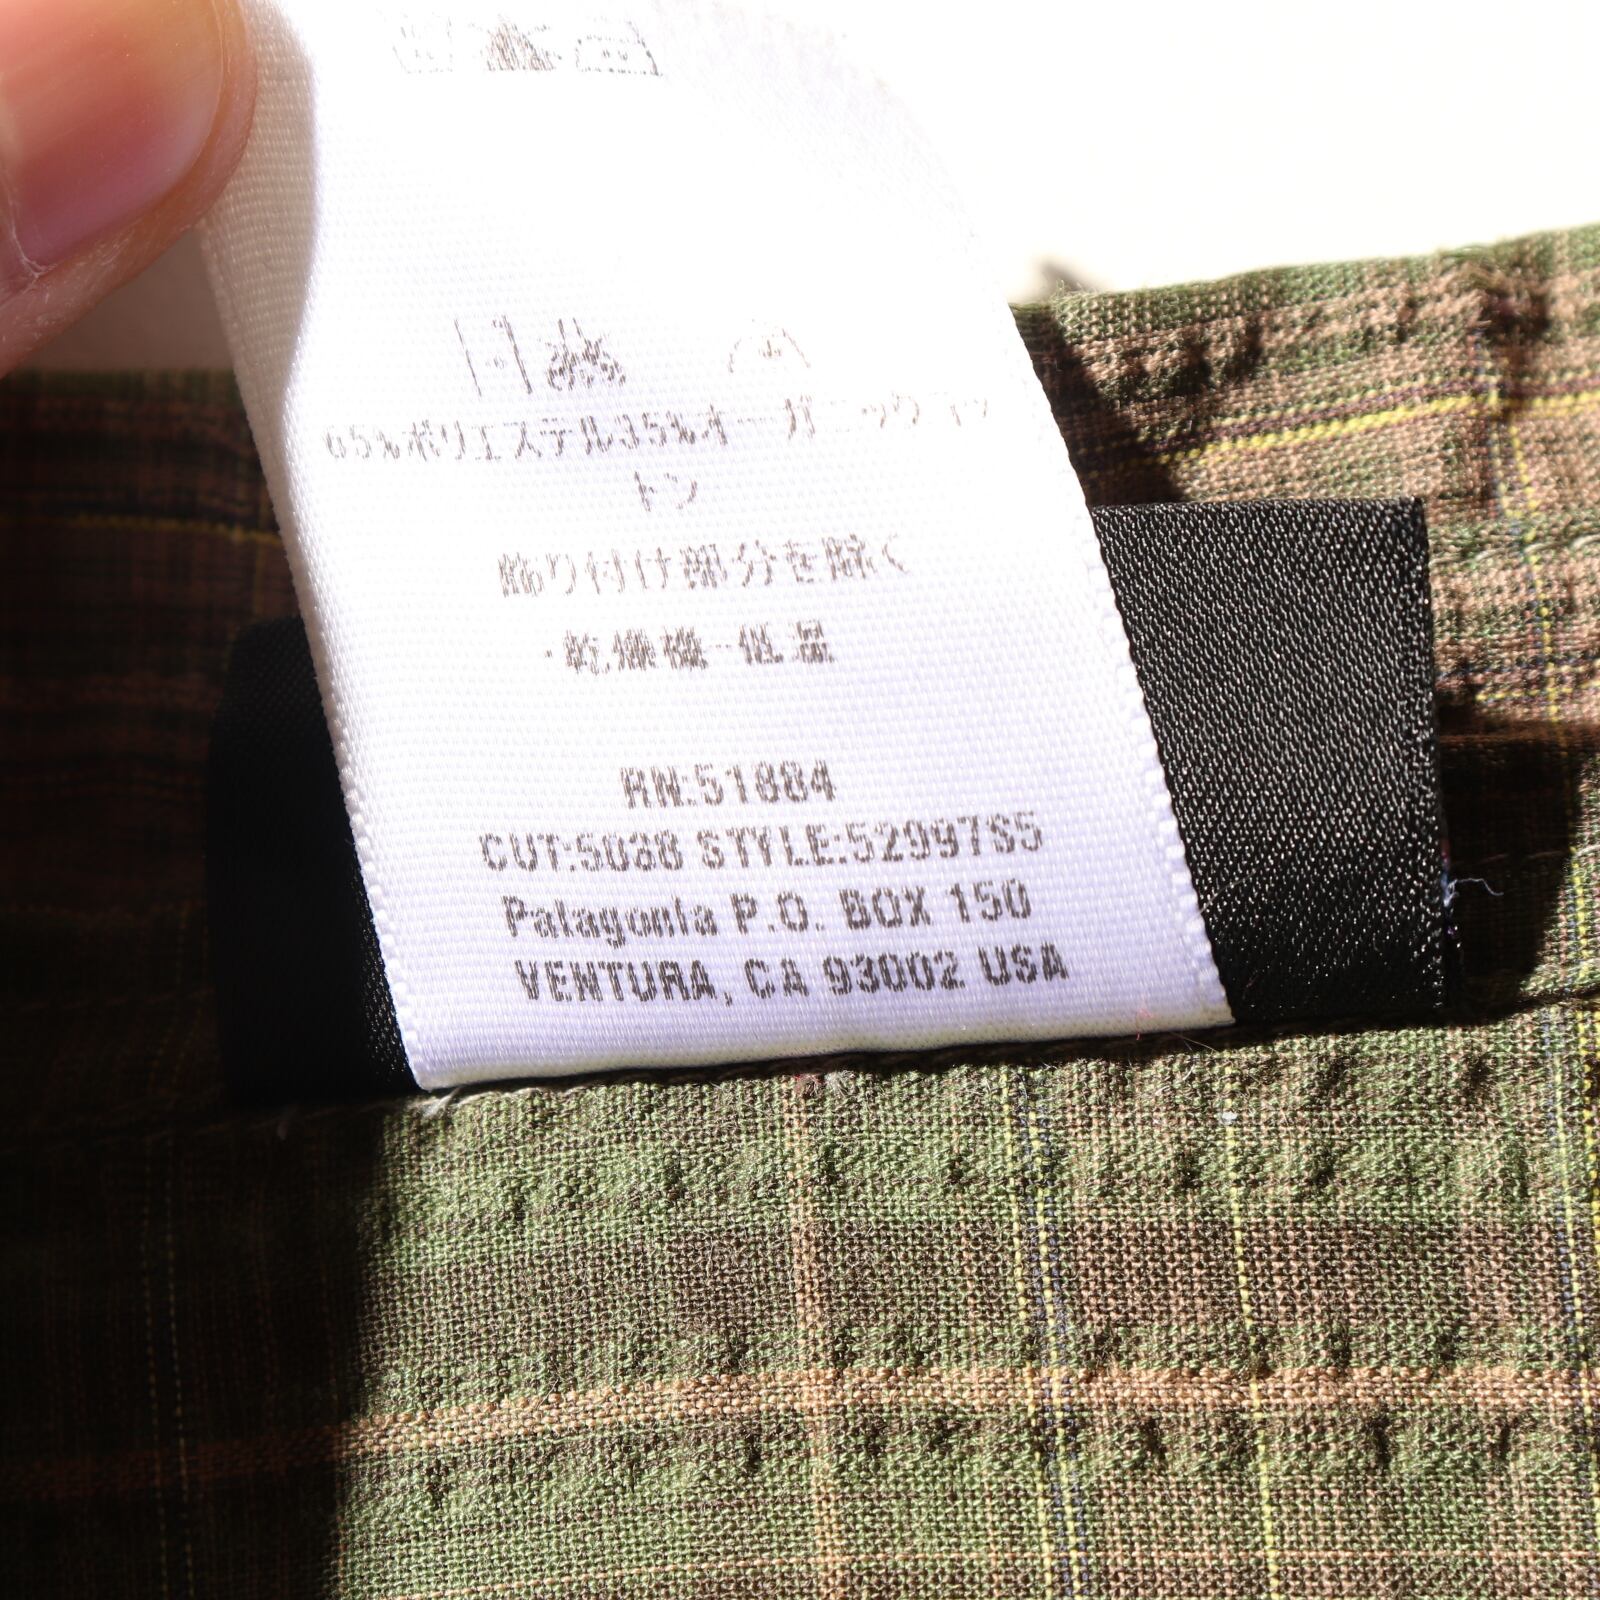 65%ポリエステル35%オーガニックコッ
トン
飾り付け部分を除く
・乾燥機－低温
RN:51884
CUT:5038 STYLE:52997S5
Patagonia P.O. BOX 150
VENTURA, CA 93002 USA